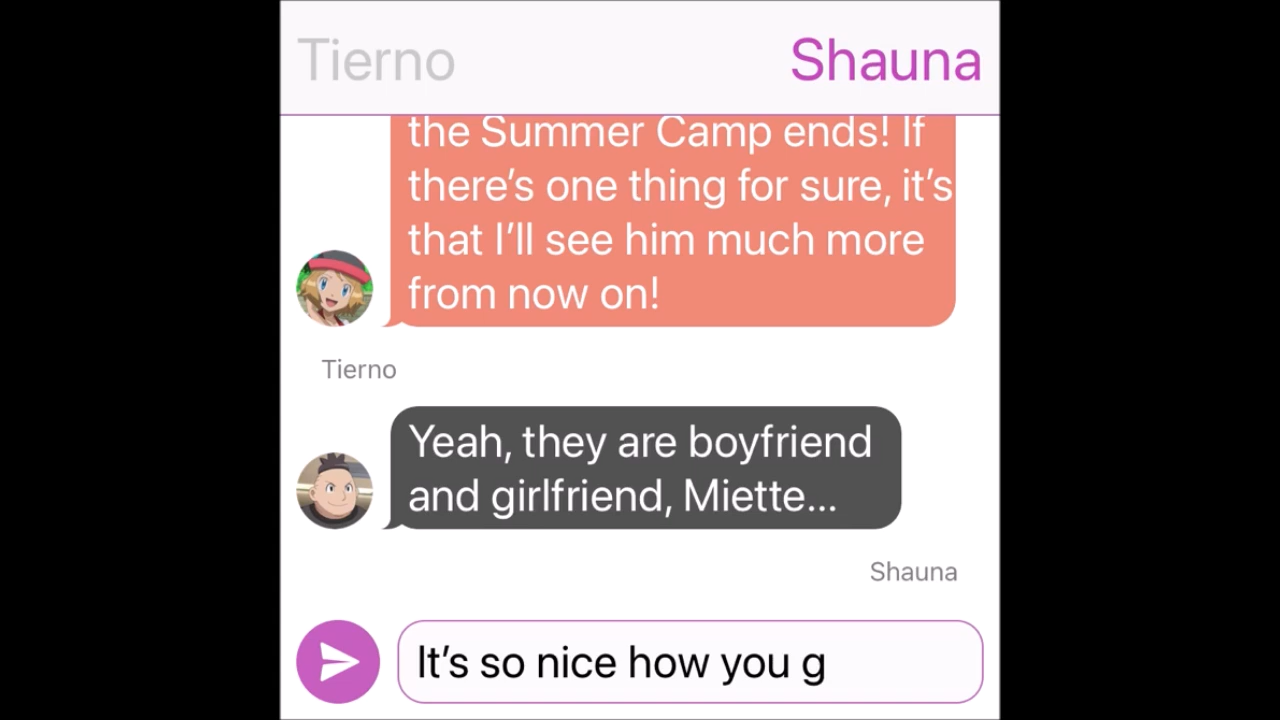 Tierno
Shauna
the Summer Camp ends! If
there’s one thing for sure, it’s
that I’ll see him much more
from now on!
Tierno
Yeah, they are boyfriend
and girlfriend, Miette...
Shauna
It’s so nice how you g